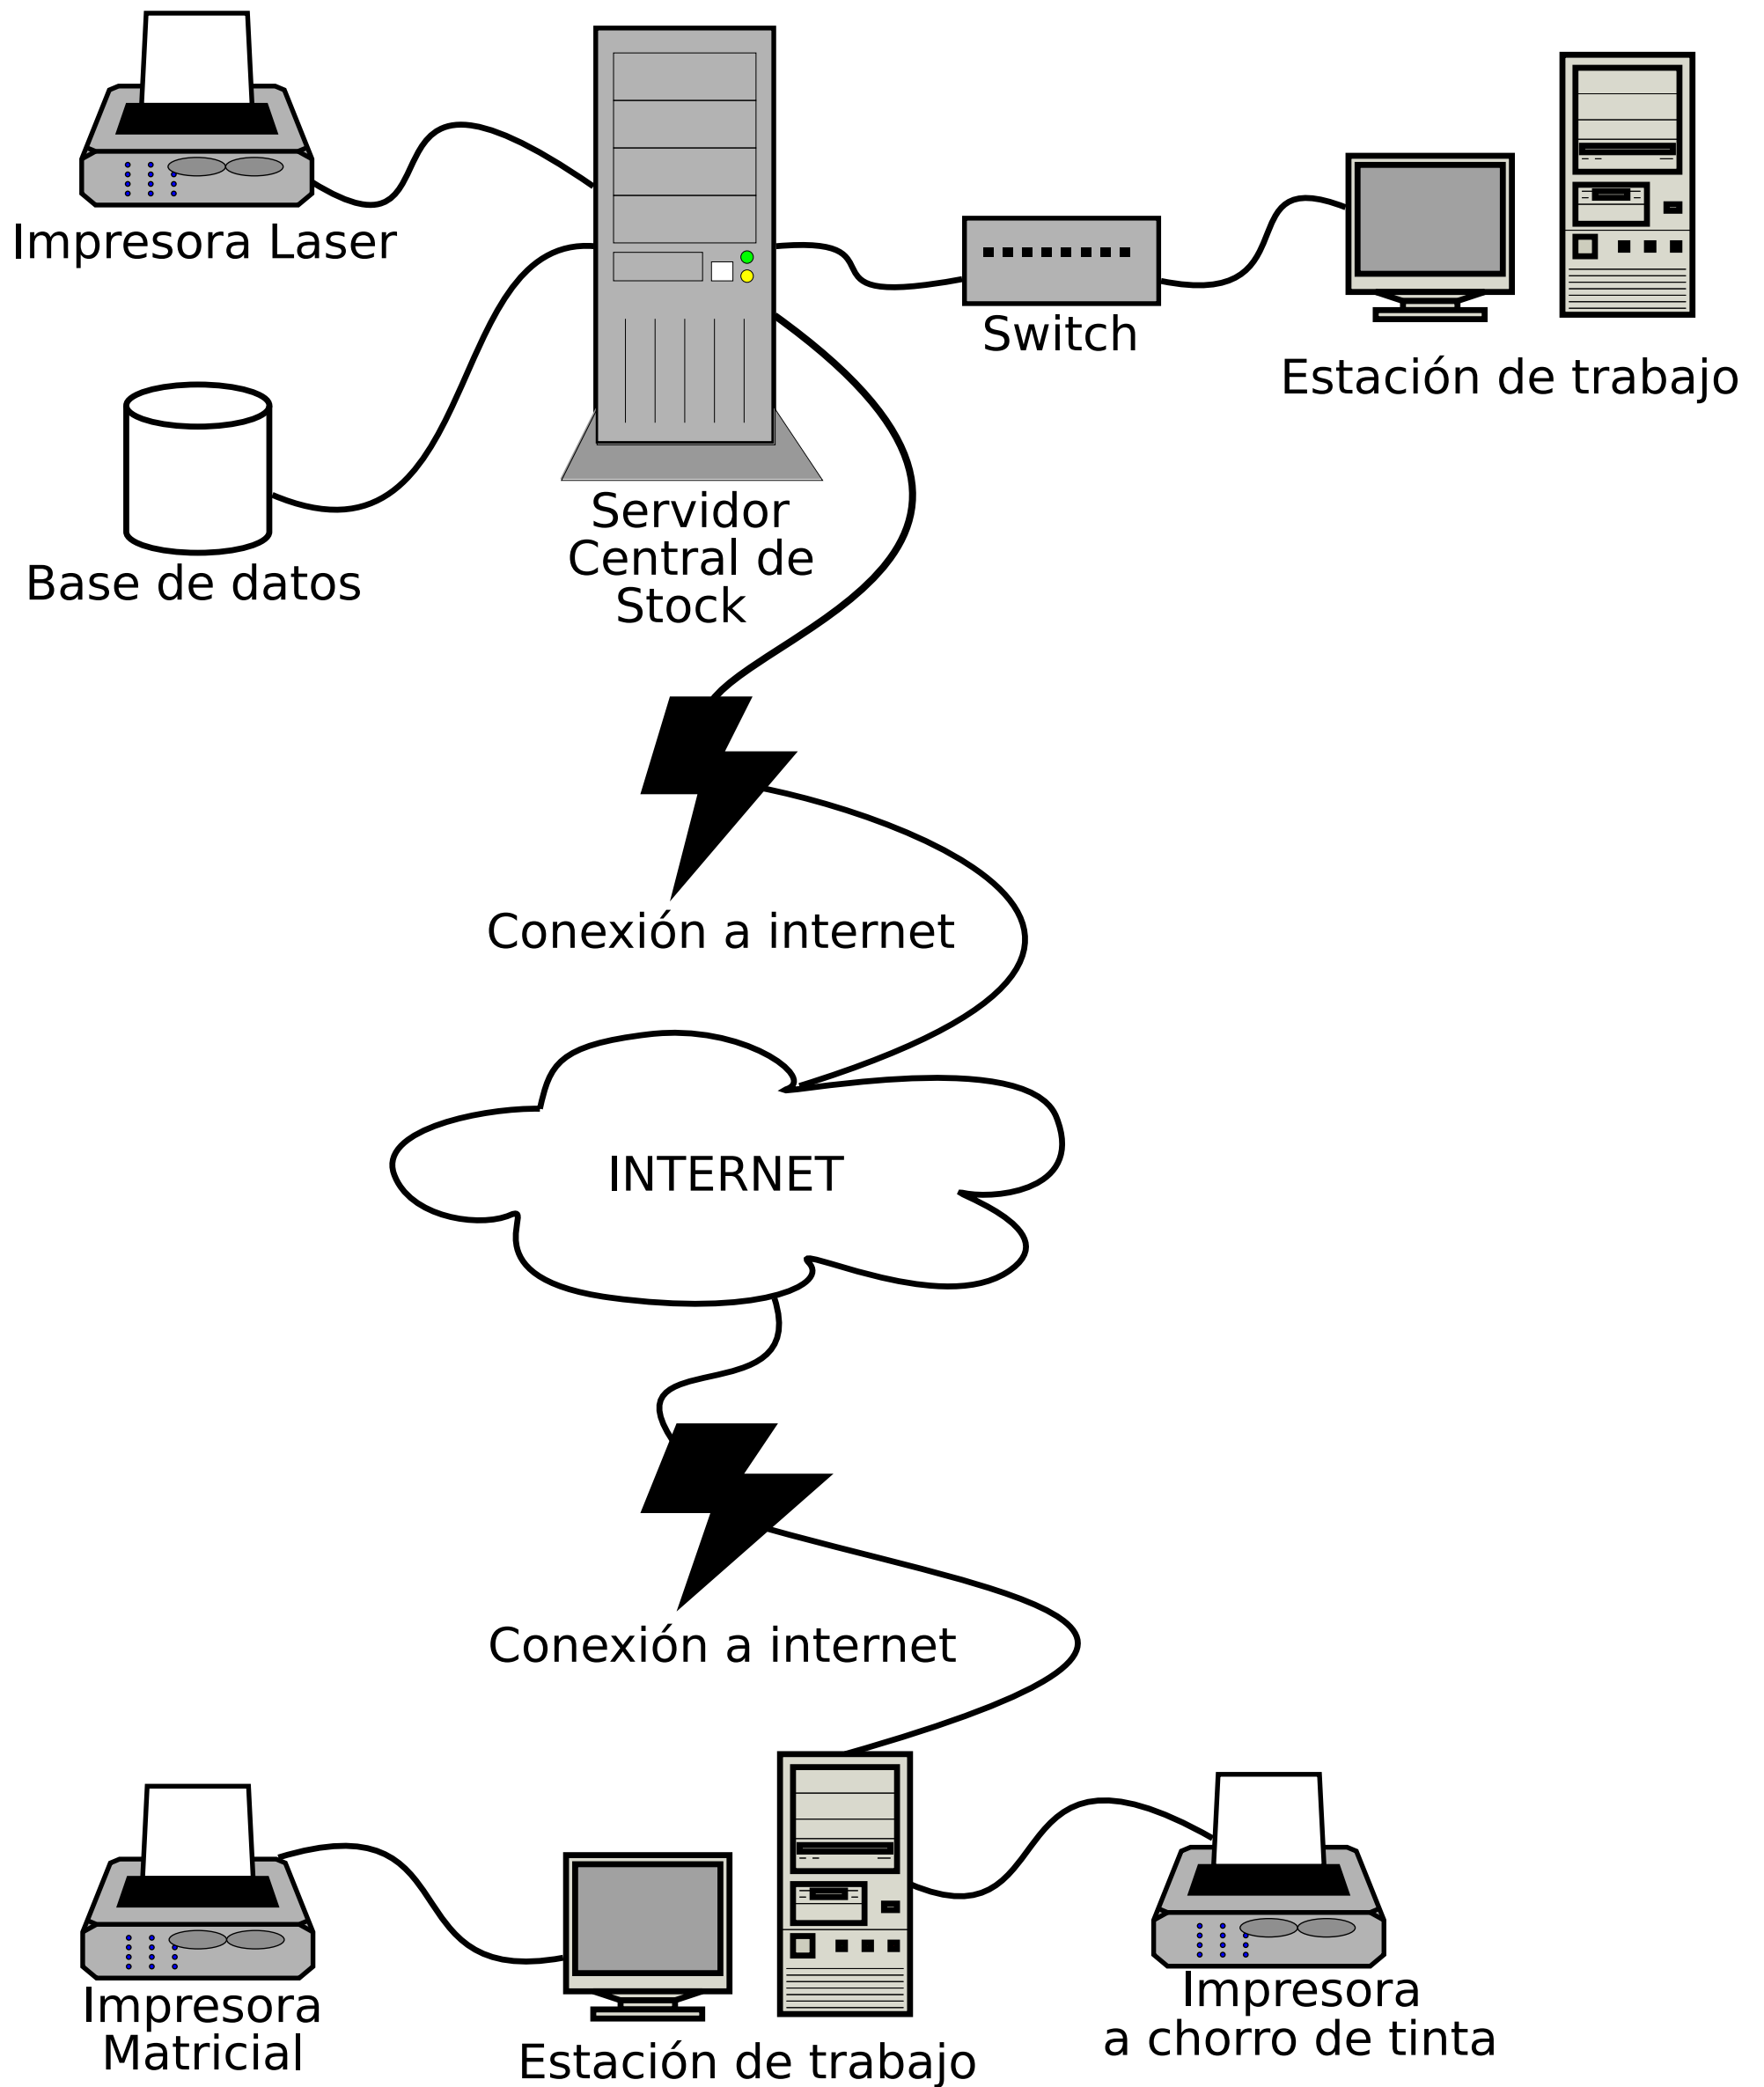 Impresora Laser
Switch
Estación de trabajo
Servidor
Central de
Stock
Base de datos
Conexión a internet
INTERNET
Conexión a internet
Impresora
Matricial
Estación de trabajo
Impresora
a chorro de tinta